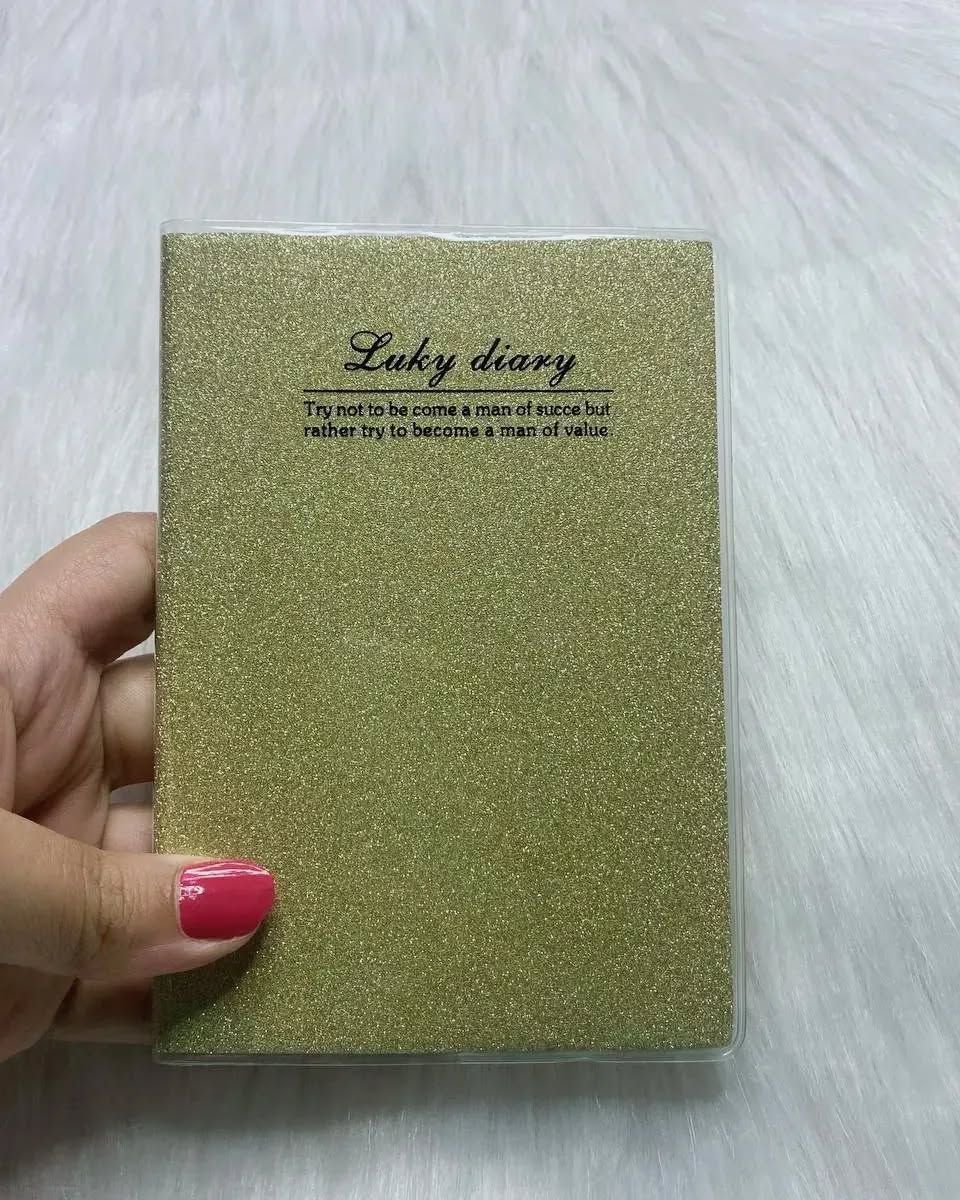 Luky diary
Try not to be come a man of succe but
rather try to become a man of value.